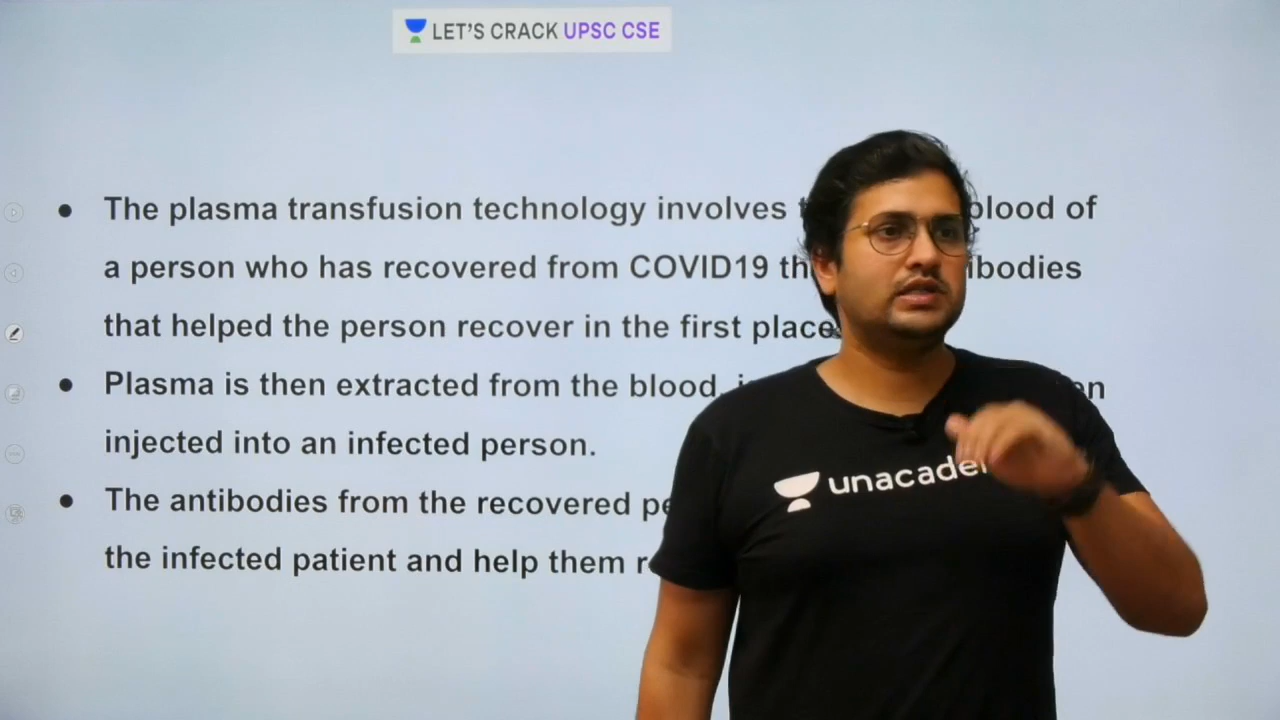 LET'S CRACK UPSC CSE
The plasma transfusion technology involves blood of
a person who has recovered from COVID19
that helped the person recover in the first place
Plasma is then extracted from the blood,
injected into an infected person.
The antibodies from the recovered
the infected patient and help them
unacade